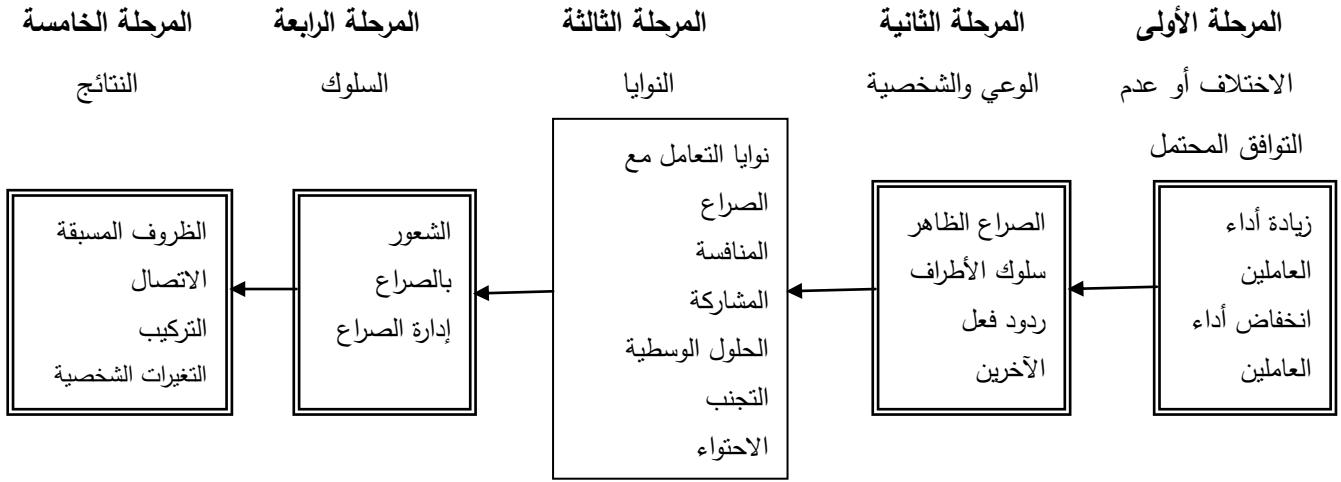 المرحلة الأولى
الاختلاف أو عدم
التوافق المحتمل
زيادة أداء
العاملين
انخفاض أداء
العاملين
المرحلة الثانية
الوعي والشخصية
الصراع الظاهر
سلوك الأطراف
ردود فعل
الآخرين
المرحلة الثالثة
النوايا
نوايا التعامل مع
الصراع
المنافسة
المشاركة
الحلول الوسطية
التجنب
الاحتواء
المرحلة الرابعة
السلوك
الشعور
بالصراع
إدارة الصراع
المرحلة الخامسة
النتائج
الظروف المسبقة
الاتصال
التركيب
التغيرات الشخصية